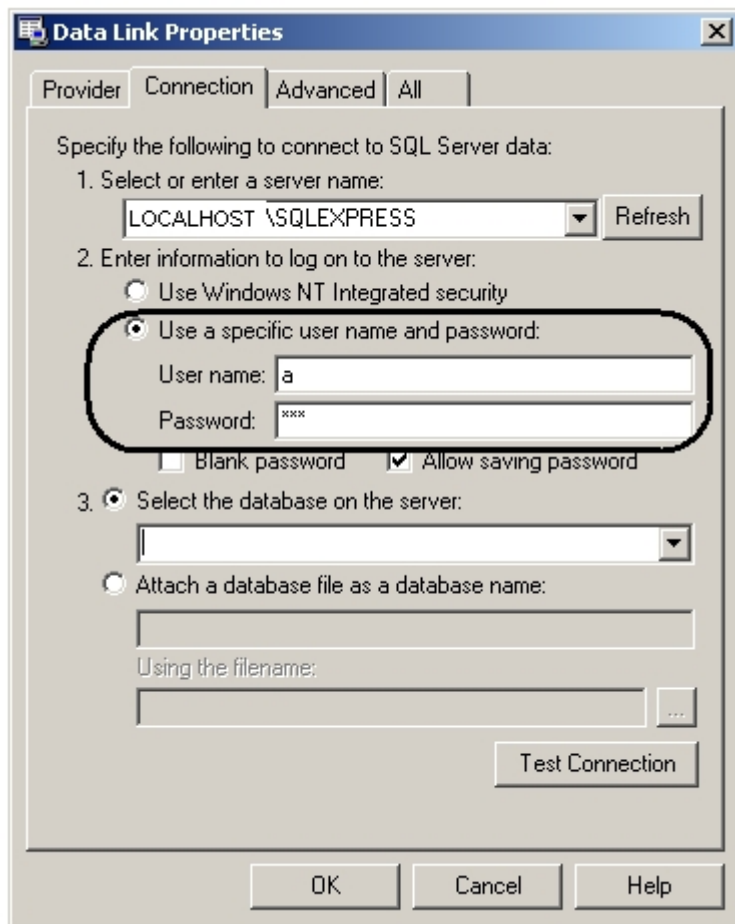 Data Link Properties
Provider Connection Advanced All
Specify the following to connect to SQL Server data:
1. Select or enter a server name:
LOCALHOST \SQLEXPRESS Refresh
2. Enter information to log on to the server:
Use Windows NT Integrated security
Use a specific user name and password:
User name: a
Password: ***
Blank password Allow saving password
3. Select the database on the server:
Attach a database file as a database name:
Using the filename:
...
Test Connection
OK Cancel Help